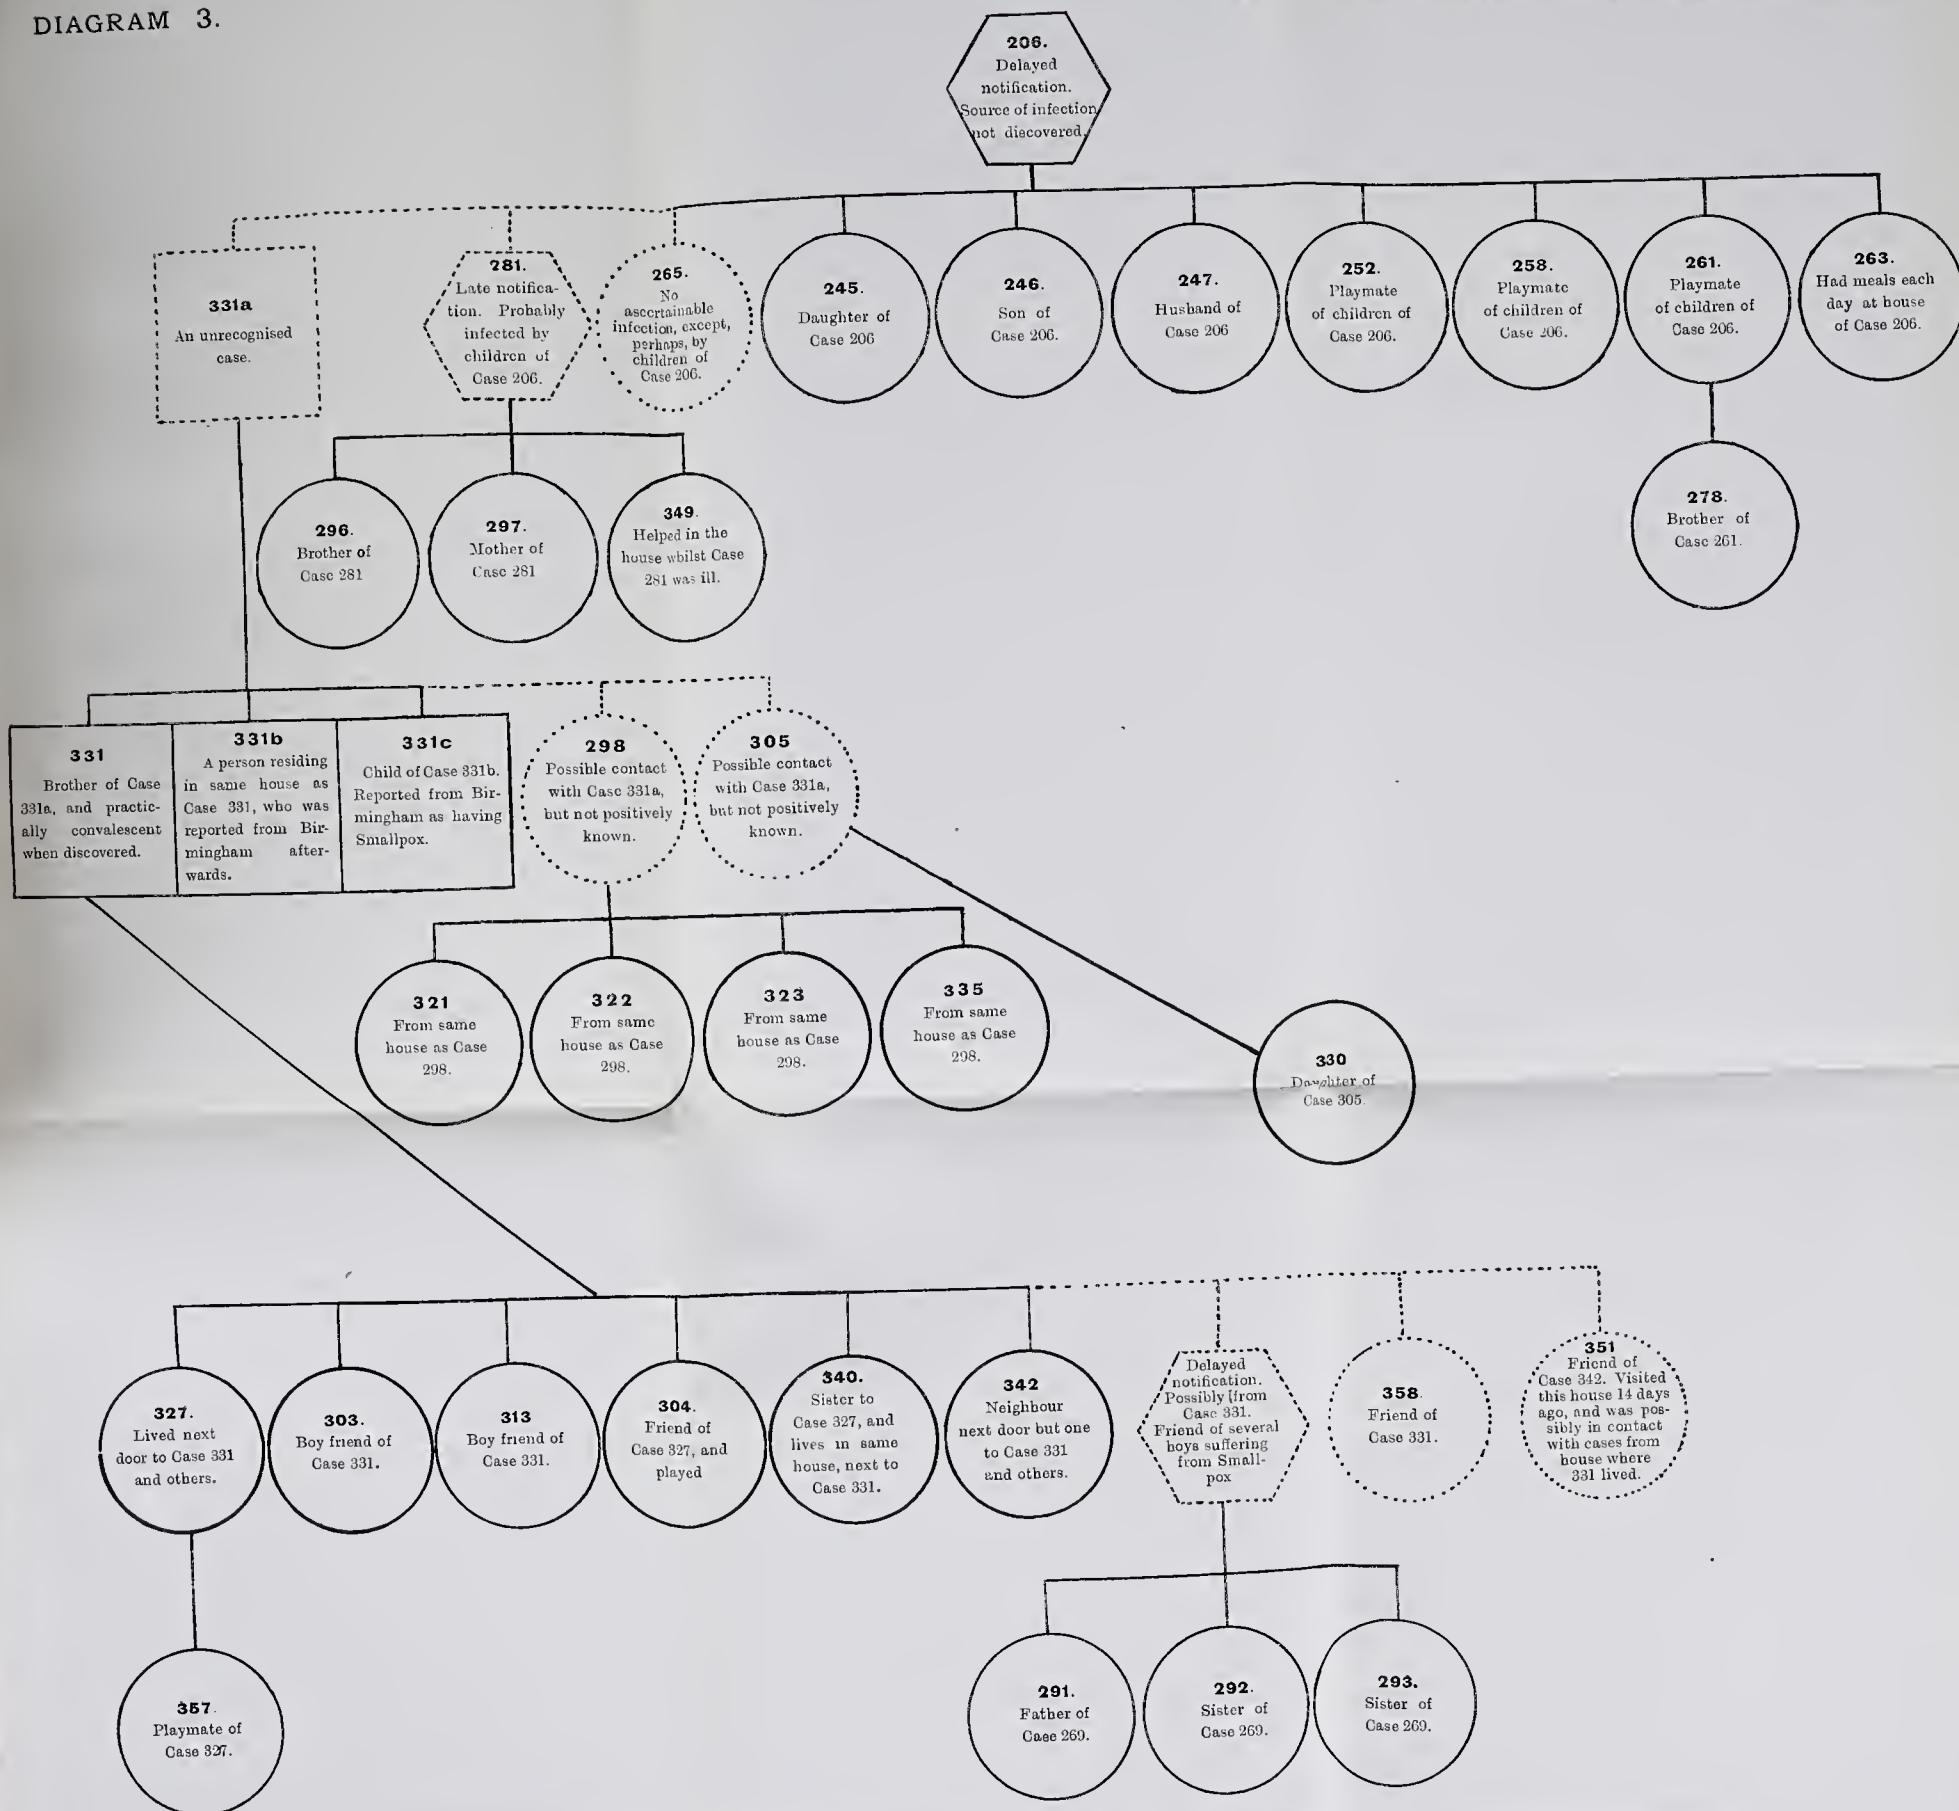 DIAGRAM 3.
206.
Delayed
notification.
Source of infection
not discovered.
331a
An unrecognised
case.
281.
Late notifica-
tion. Probably
infected by
children of
Case 206.
265.
No
ascertainable
infection, except,
perhaps, by
children of
Case 206.
245.
Daughter of
Case 206
246.
Son of
Case 206.
247.
Husband of
Case 206
252.
Playmate
of children of
Case 206.
258.
Playmate
of children of
Case 206.
261.
Playmate
of children of
Case 206.
263.
Had meals each
day at house
of Case 206.
296.
Brother of
Case 281
297.
Mother of
Case 281
349.
Helped in the
house whilst Case
281 was ill.
278.
Brother of
Case 261.
331
Brother of Case
331a, and practic-
ally convalescent
when discovered.
331b
A person residing
in same house as
Case 331, who was
reported from Bir-
mingham after-
wards.
331c
Child of Case 331b.
Reported from Bir-
mingham as having
Smallpox.
298
Possible contact
with Case 331a,
but not positively
known.
305
Possible contact
with Case 331a,
but not positively
known.
321
From same
house as Case
298.
322
From same
house as Case
298.
323
From same
house as Case
298.
335
From same
house as Case
298.
330
Daughter of
Case 305.
327.
Lived next
door to Case 331
and others.
303.
Boy friend of
Case 331.
313
Boy friend of
Case 331.
304.
Friend of
Case 327, and
played
340.
Sister to
Case 327, and
lives in same
house, next to
Case 331.
342
Neighbour
next door but one
to Case 331
and others.
Delayed
notification.
Possibly [from
Case 331.
Friend of several
boys suffering
from Small-
pox
358.
Friend of
Case 331.
351
Friend of
Case 342. Visited
this house 14 days
ago, and was pos-
sibly in contact
with cases from
house where
331 lived.
357.
Playmate of
Case 327.
291.
Father of
Case 269.
292.
Sister of
Case 269.
293.
Sister of
Case 269.